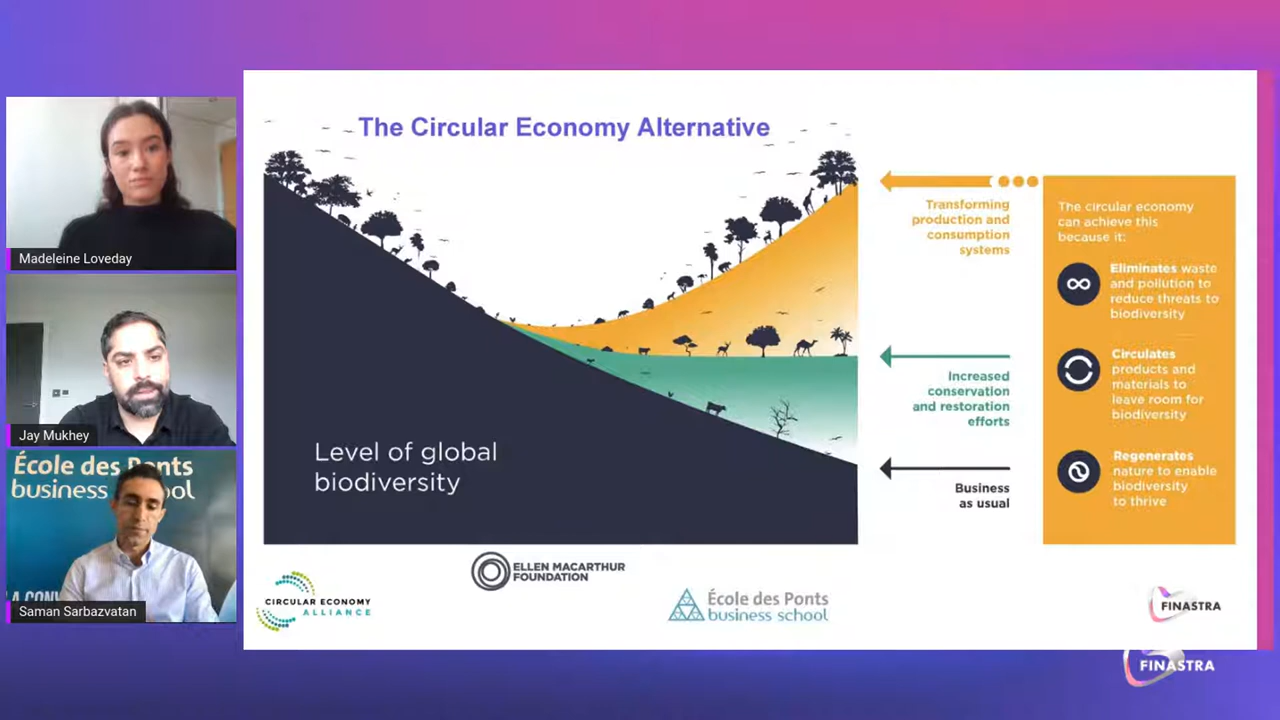 Madeleine Loveday
Jay Mukhey
École des Ponts
business school
LA CONV
Saman Sarbazvatan
The Circular Economy Alternative
Level of global
biodiversity
Transforming
production and
consumption
systems
Increased
conservation
and restoration
efforts
Business
as usual
The circular economy
can achieve this
because it:
Eliminates waste
and pollution to
reduce threats to
biodiversity
Circulates
products and
materials to
leave room for
biodiversity
Regenerates
nature to enable
biodiversity
to thrive
CIRCULAR ECONOMY
ALLIANCE
ELLEN MACARTHUR
FOUNDATION
École des Ponts
business school
FINASTRA
FINASTRA